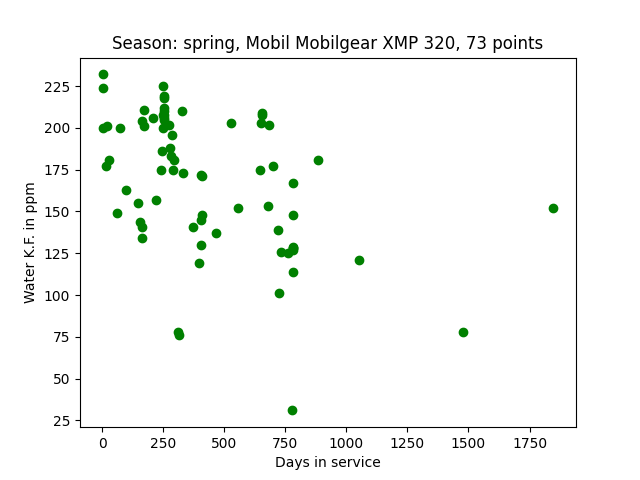 Season: spring, Mobil Mobilgear XMP 320, 73 points
Water K.F. in ppm
225
200
175
150
125
100
75
50
25
0 250 500 750 1000 1250 1500 1750
Days in service